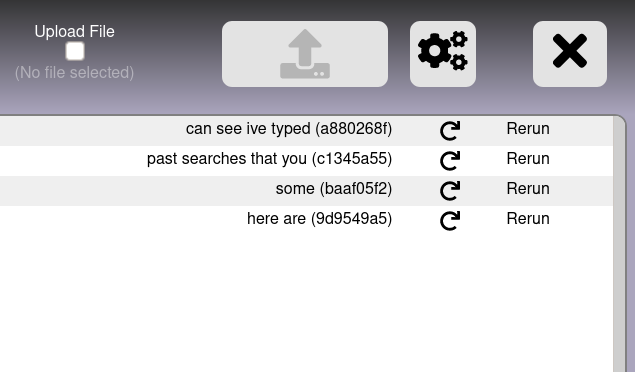 Upload File
(No file selected)
can see ive typed (a880268f) Rerun
past searches that you (c1345a55) Rerun
some (baaf05f2) Rerun
here are (9d9549a5) Rerun